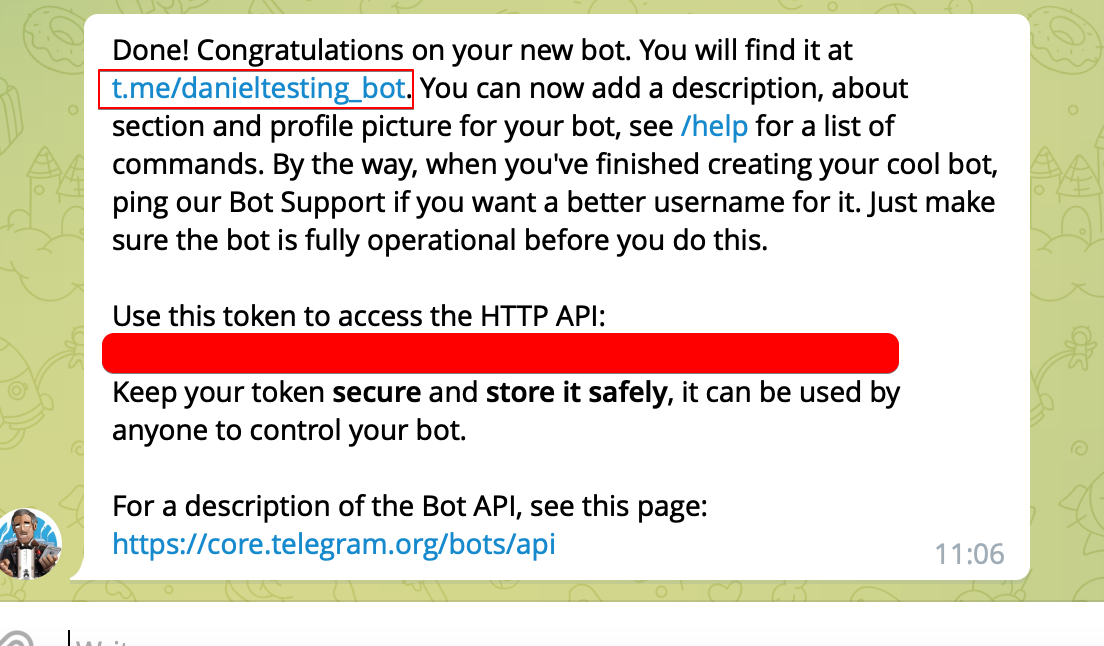 Done! Congratulations on your new bot. You will find it at
t.me/danieltesting_bot. You can now add a description, about
section and profile picture for your bot, see /help for a list of
commands. By the way, when you've finished creating your cool bot,
ping our Bot Support if you want a better username for it. Just make
sure the bot is fully operational before you do this.
Use this token to access the HTTP API:
Keep your token secure and store it safely, it can be used by
anyone to control your bot.
For a description of the Bot API, see this page:
https://core.telegram.org/bots/api
11:06